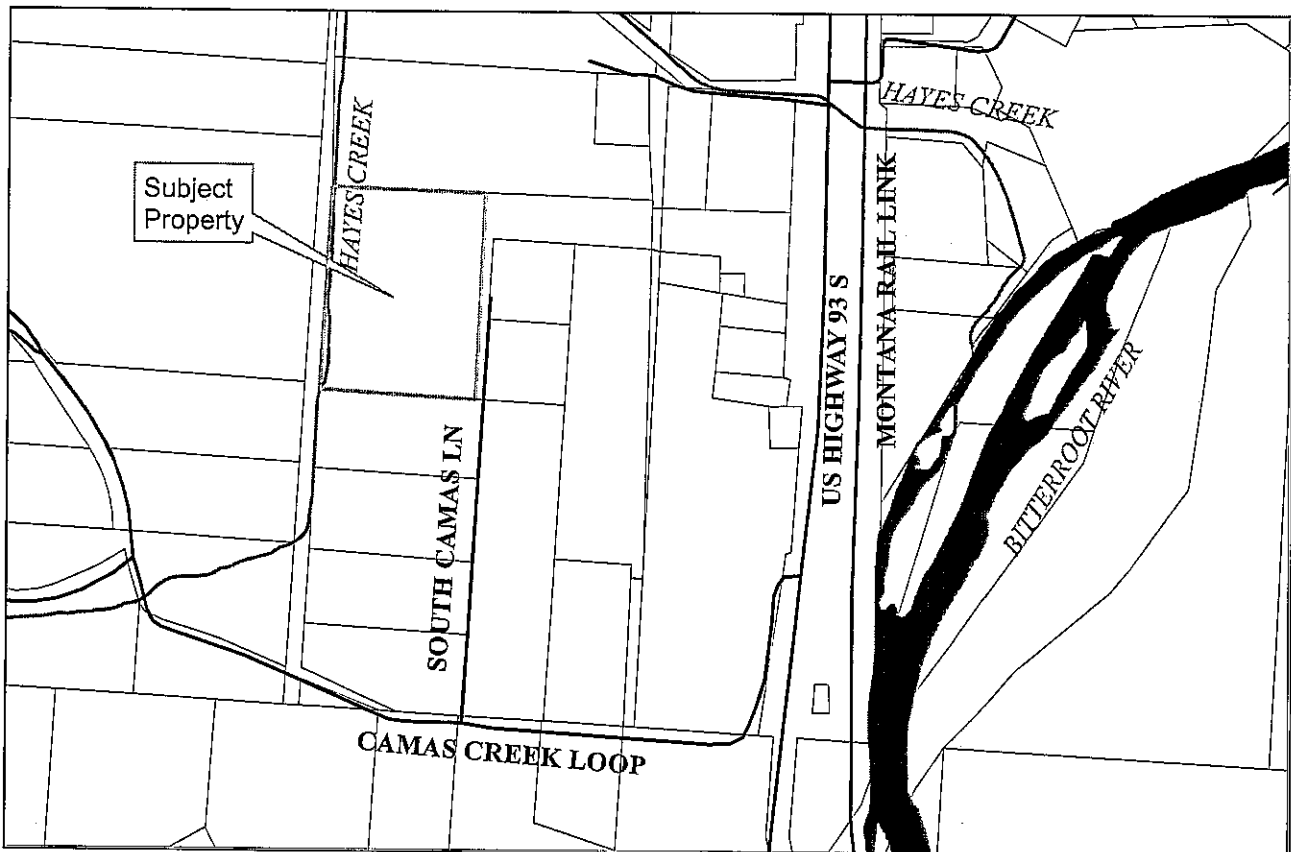 HAYES CREEK
HAYES CREEK
Subject
Property
MONTANA RAIL LINK
US HIGHWAY 93 S
BITTERROOT RIVER
SOUTH CAMAS LN
CAMAS CREEK LOOP